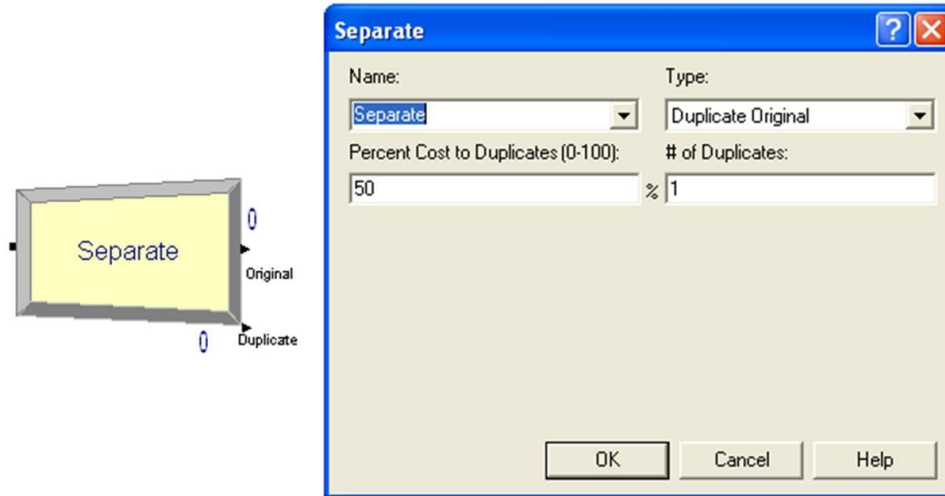 Separate
0
Original
0 Duplicate
Separate
Name: Type:
Separate Duplicate Original
Percent Cost to Duplicates (0-100): # of Duplicates:
50 % 1
OK Cancel Help